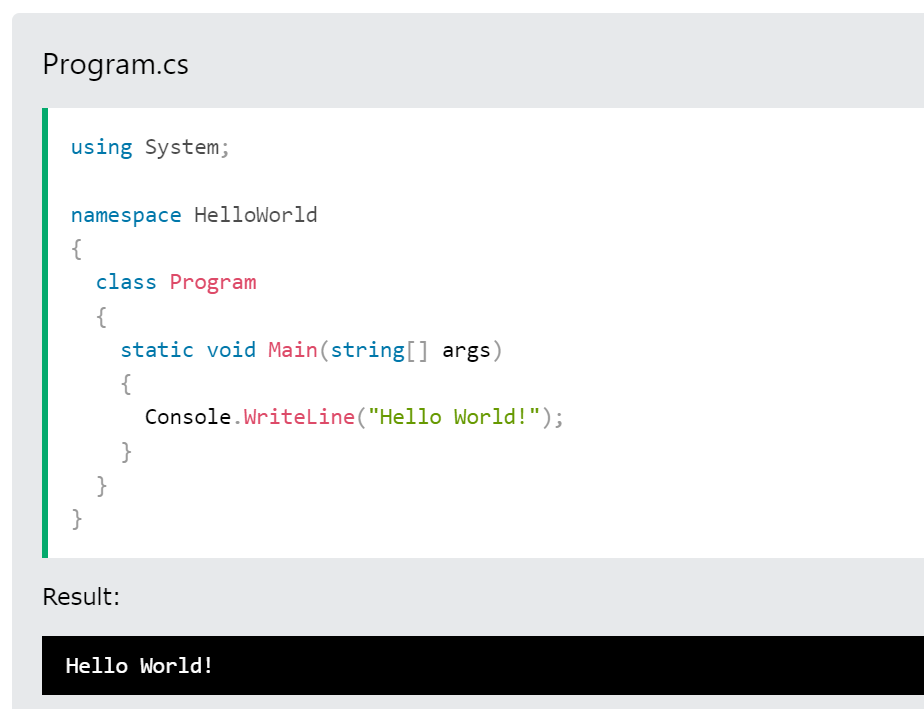 Program.cs
using System;
namespace HelloWorld
{
  class Program
  {
    static void Main(string[] args)
    {
      Console.WriteLine("Hello World!");
    }
  }
}
Result:
Hello World!